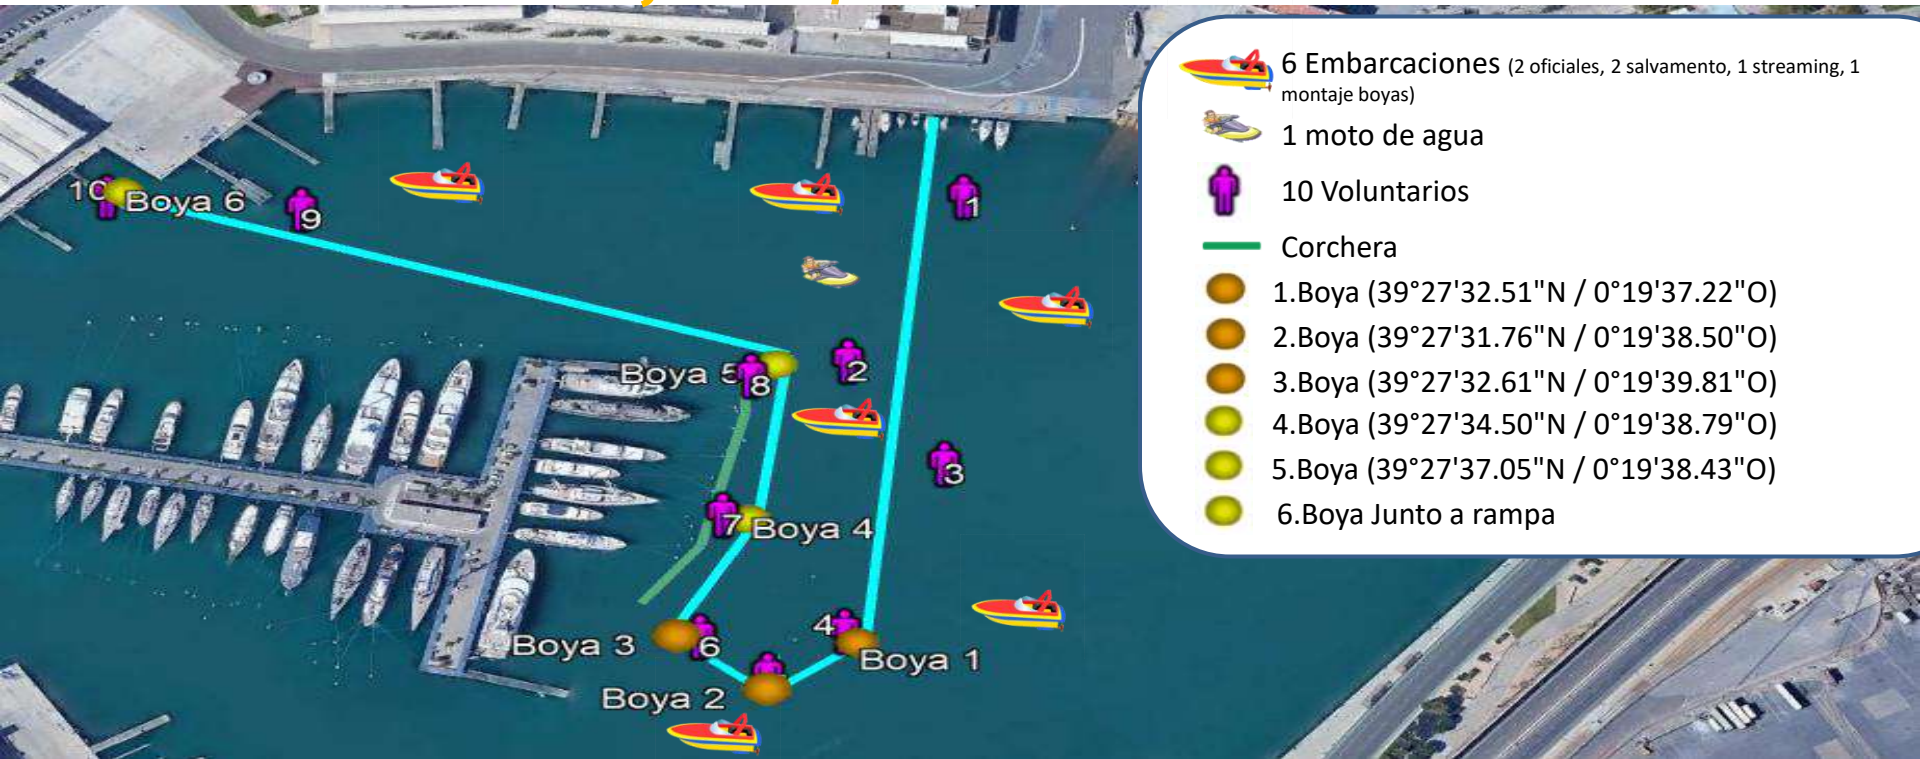 6 Embarcaciones (2 oficiales, 2 salvamento, 1 streaming, 1
montaje boyas)
1 moto de agua
10 Voluntarios
Corchera
1.Boya (39°27'32.51"N / 0°19'37.22"O)
2.Boya (39°27'31.76"N / 0°19'38.50"O)
3.Boya (39°27'32.61"N / 0°19'39.81"O)
4.Boya (39°27'34.50"N / 0°19'38.79"O)
5.Boya (39°27'37.05"N / 0°19'38.43"O)
6.Boya Junto a rampa
10
Boya 6
9
1
Boya 5
8
2
3
7
Boya 4
4
Boya 3
6
Boya 1
Boya 2